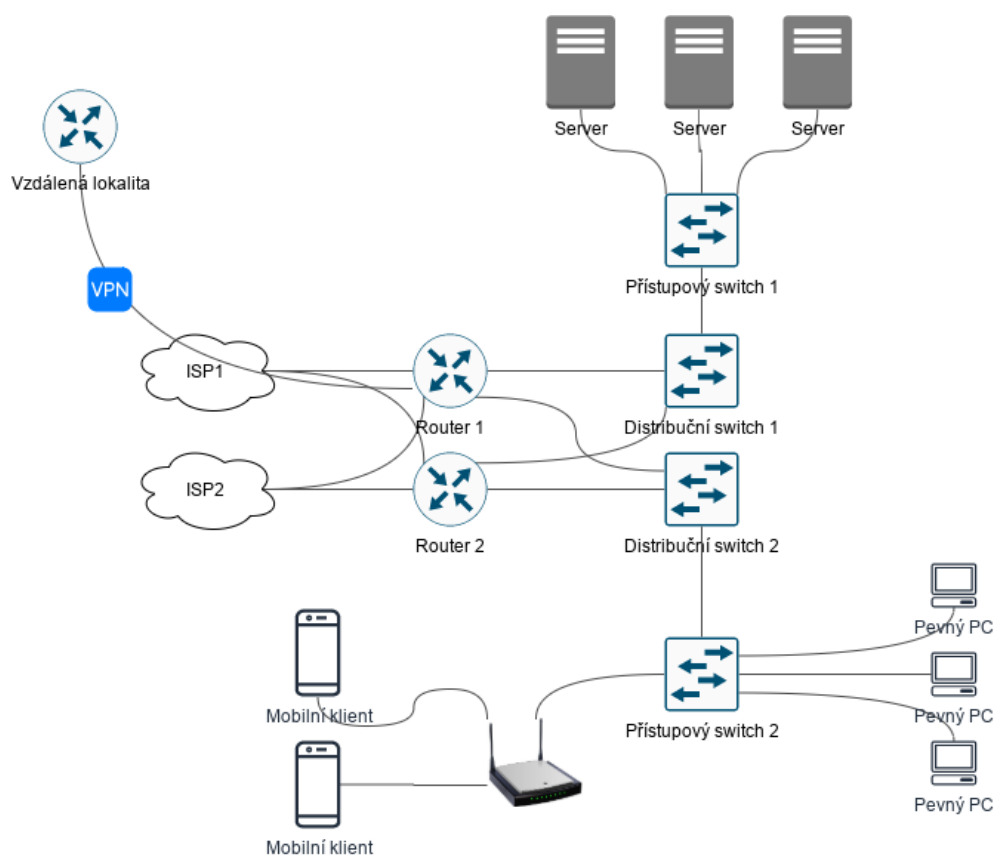 Server
Server
Server
Vzdálená lokalita
Přístupový switch 1
VPN
ISP1
Router 1
Distribuční switch 1
ISP2
Router 2
Distribuční switch 2
Pevný PC
Mobilní klient
Pevný PC
Přístupový switch 2
Pevný PC
Mobilní klient